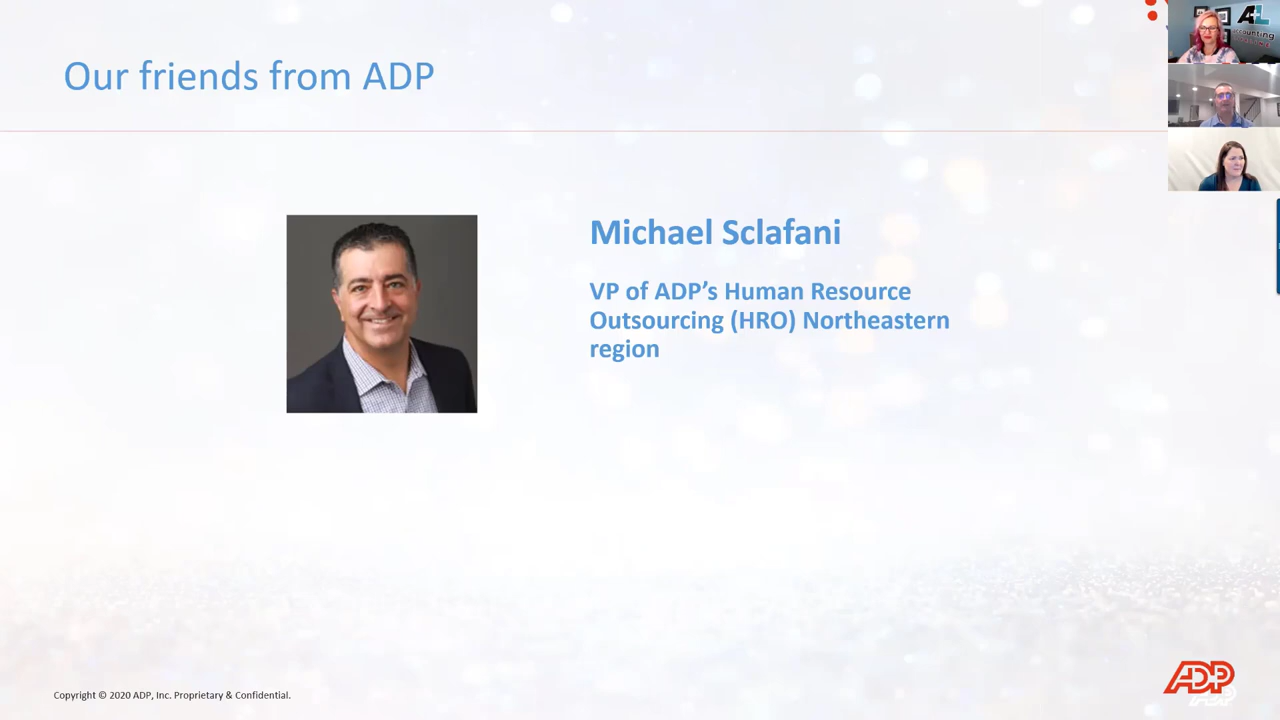 Our friends from ADP
Michael Sclafani
VP of ADP’s Human Resource
Outsourcing (HRO) Northeastern
region
Copyright © 2020 ADP, Inc. Proprietary & Confidential.
ADP
A+L